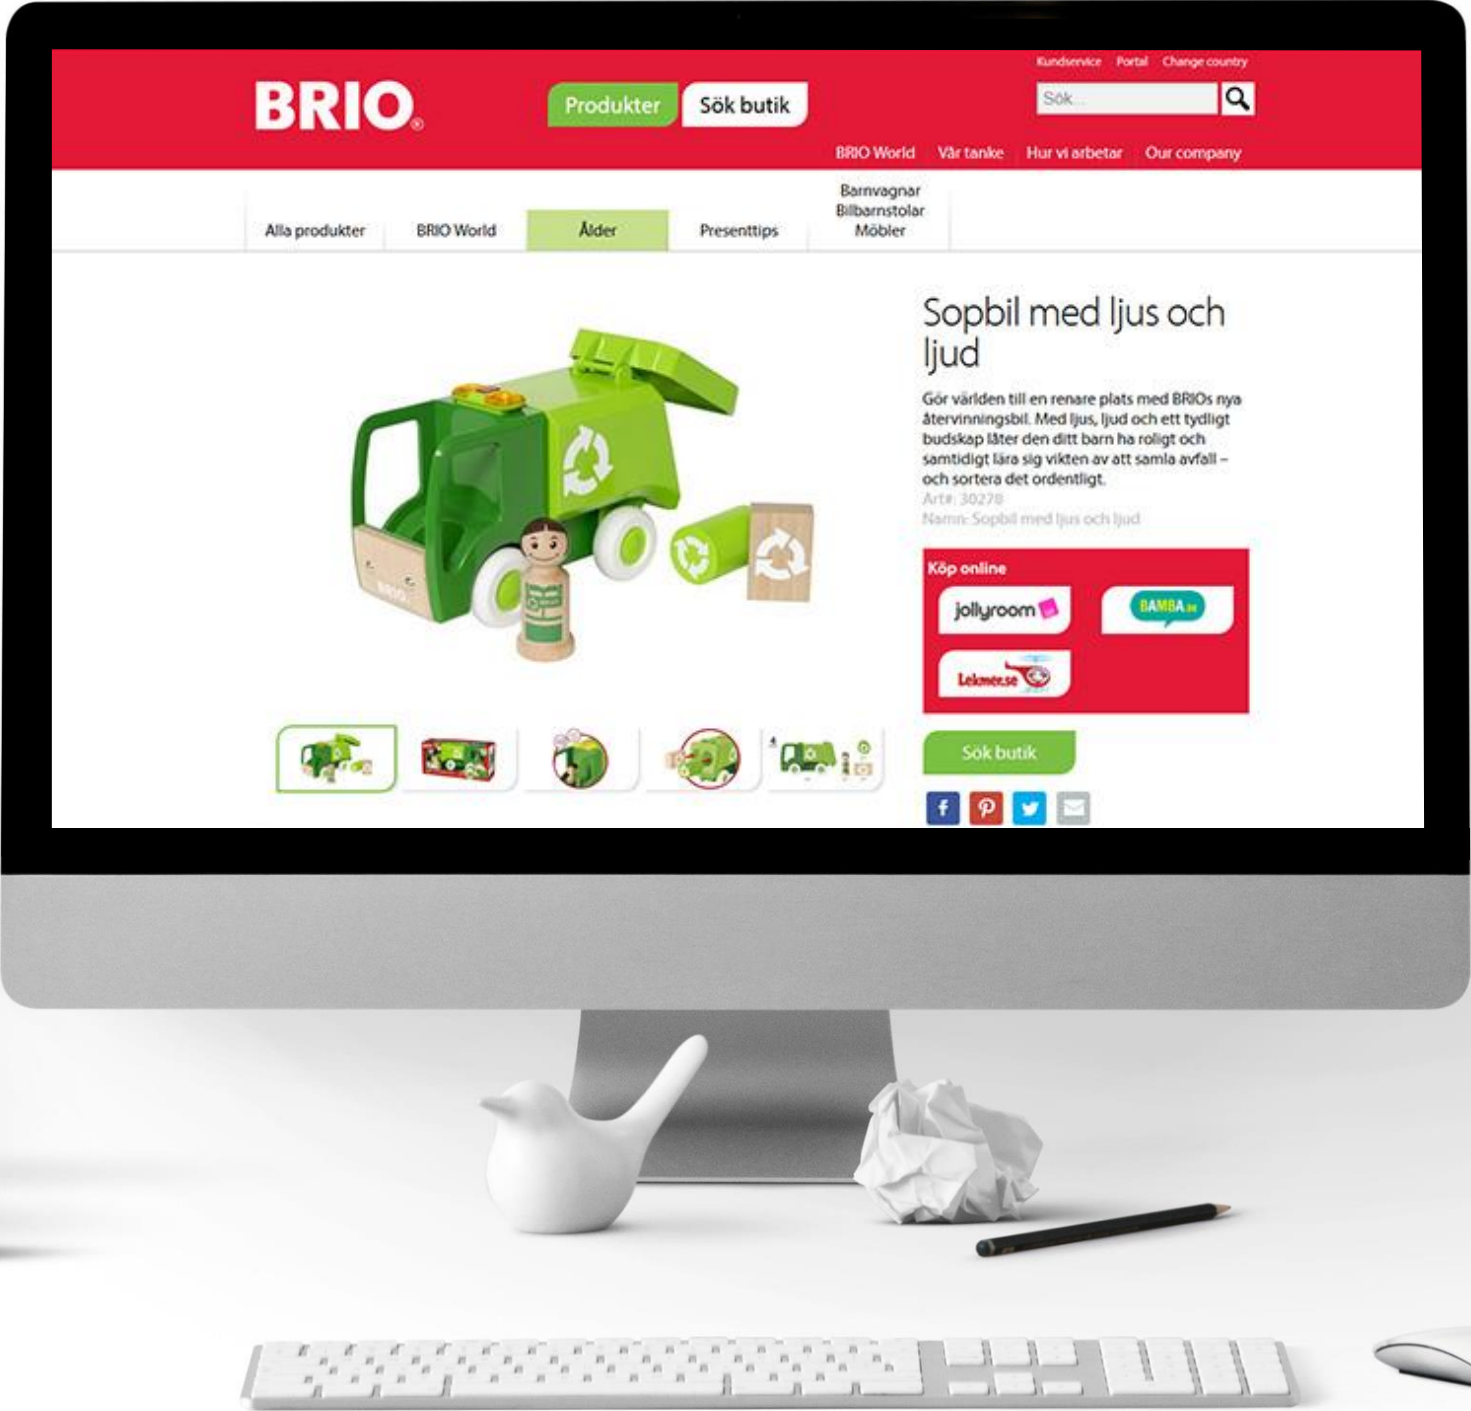 Kundservice Portal Change country
BRIO®
Produkter
Sök butik
Sök...
BRIO World Vår tanke Hur vi arbetar Our company
Alla produkter
BRIO World
Ålder
Presenttips
Barnvagnar
Bilbarnstolar
Möbler
Sopbil med ljus och
ljud
Gör världen till en renare plats med BRIOs nya
återvinningsbil. Med ljus, ljud och ett tydligt
budskap låter den ditt barn ha roligt och
samtidigt lära sig vikten av att samla avfall –
och sortera det ordentligt.
Art#: 30278
Namn: Sopbil med ljus och ljud
BRIO
Köp online
jollyroom
BAMBA.se
Lekmer.se
4
Sök butik